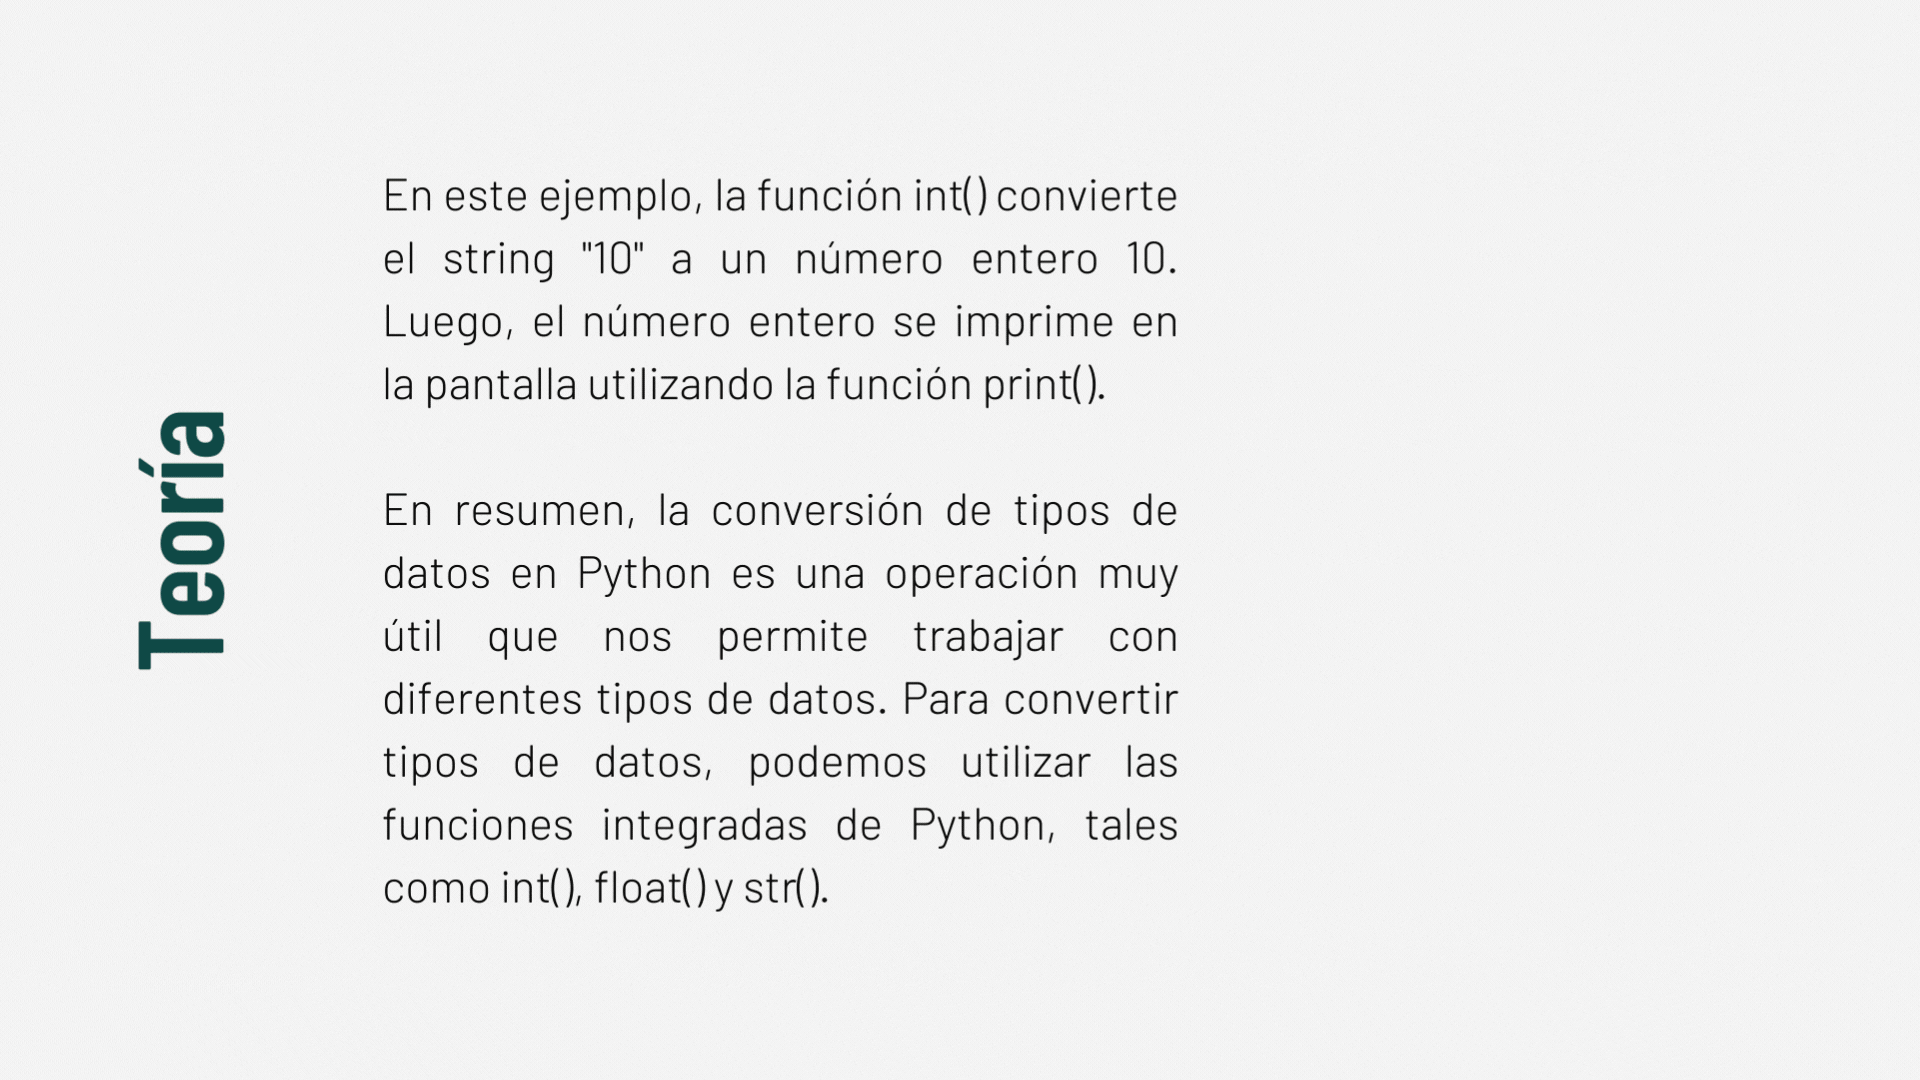 Teoría
En este ejemplo, la función int() convierte
el string "10" a un número entero 10.
Luego, el número entero se imprime en
la pantalla utilizando la función print().
En resumen, la conversión de tipos de
datos en Python es una operación muy
útil que nos permite trabajar con
diferentes tipos de datos. Para convertir
tipos de datos, podemos utilizar las
funciones integradas de Python, tales
como int(), float() y str().